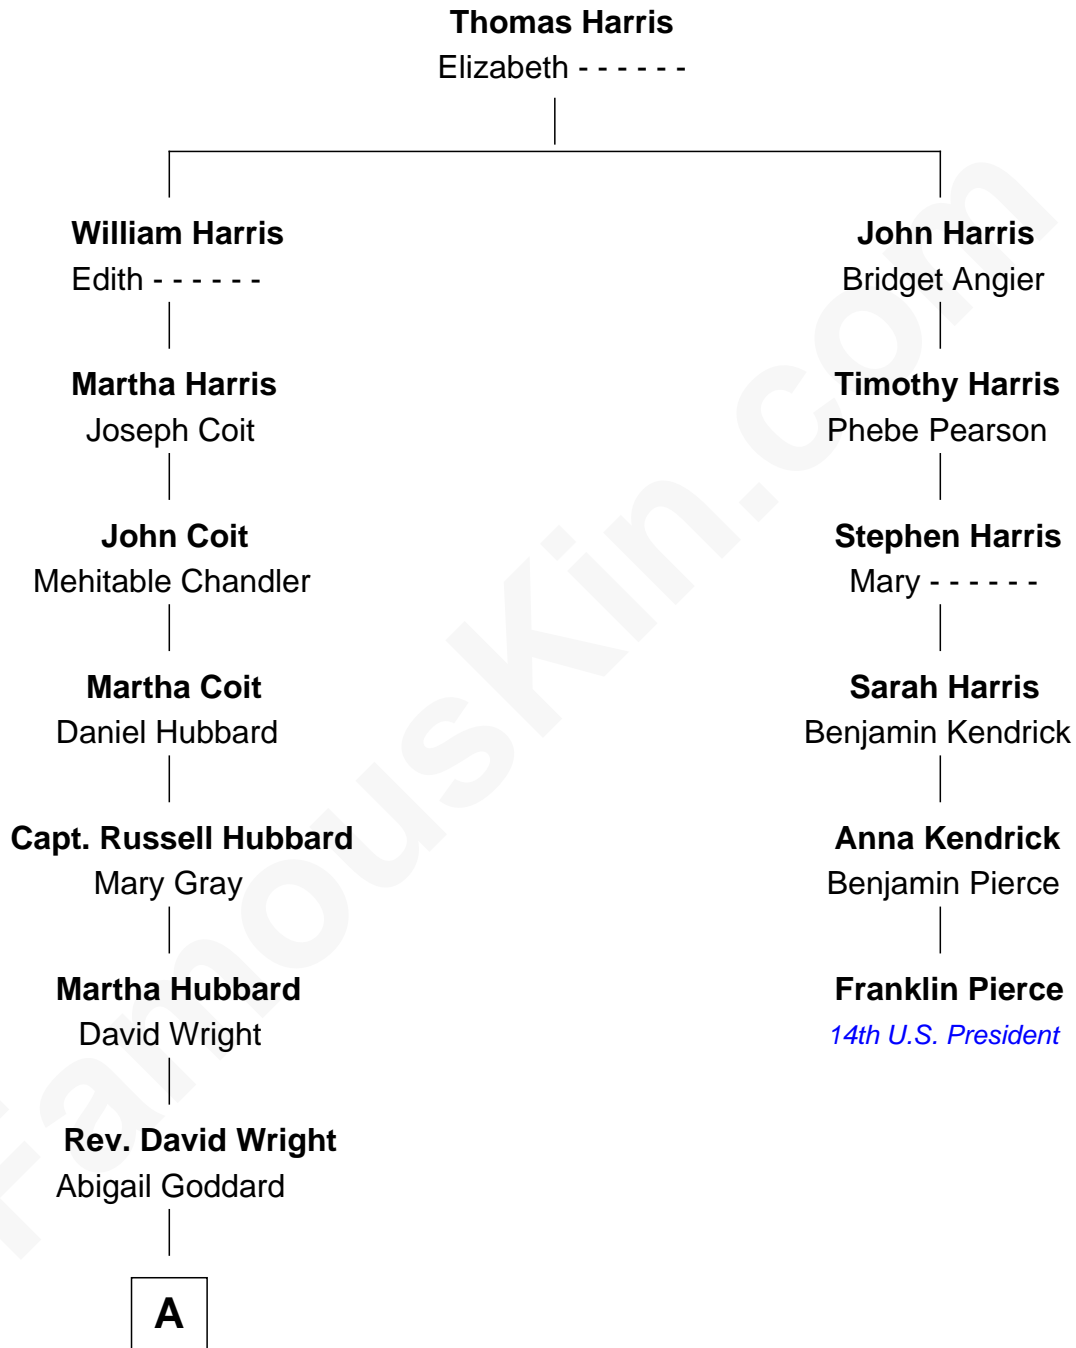 Thomas Harris
Elizabeth - - - - - -
William Harris
Edith - - - - - -
John Harris
Bridget Angier
Martha Harris
Joseph Coit
Timothy Harris
Phebe Pearson
John Coit
Mehitable Chandler
Stephen Harris
Mary - - - - - -
Martha Coit
Daniel Hubbard
Sarah Harris
Benjamin Kendrick
Capt. Russell Hubbard
Mary Gray
Anna Kendrick
Benjamin Pierce
Martha Hubbard
David Wright
Franklin Pierce
14th U.S. President
Rev. David Wright
Abigail Goddard
A
FamousKin.com